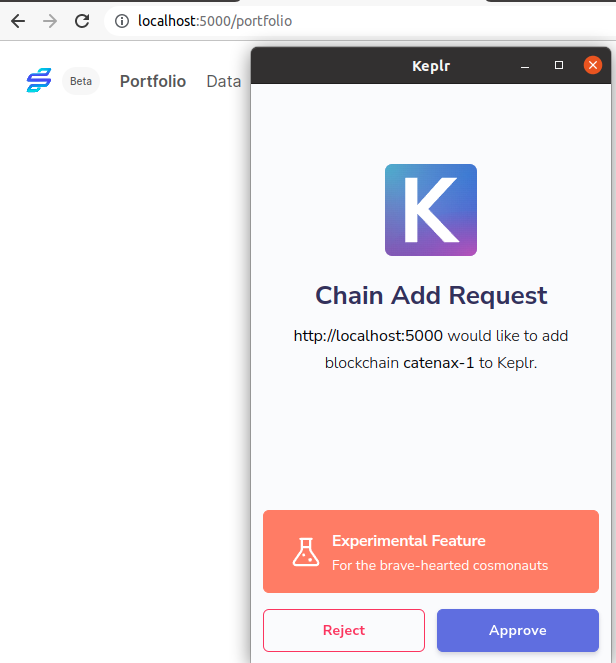 localhost:5000/portfolio
Beta
Portfolio
Data
Keplr
K
Chain Add Request
http://localhost:5000 would like to add
blockchain catenax-1 to Keplr.
Experimental Feature
For the brave-hearted cosmonauts
Reject
Approve